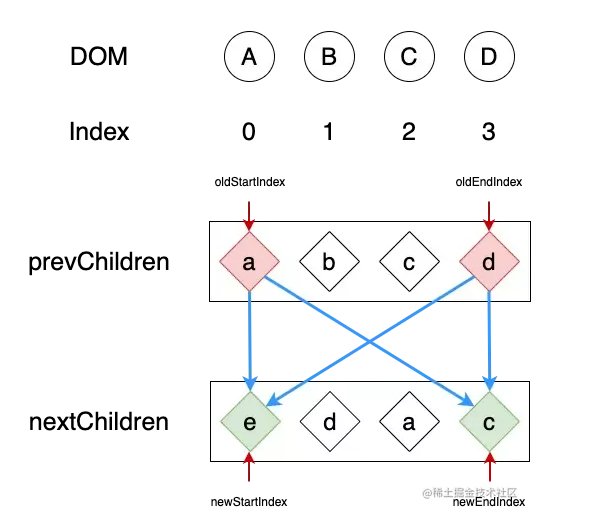 DOM A B C D
Index 0 1 2 3
oldStartIndex oldEndIndex
prevChildren a b c d
nextChildren e d a c
@稀土掘金技术社区
newStartIndex newEndIndex